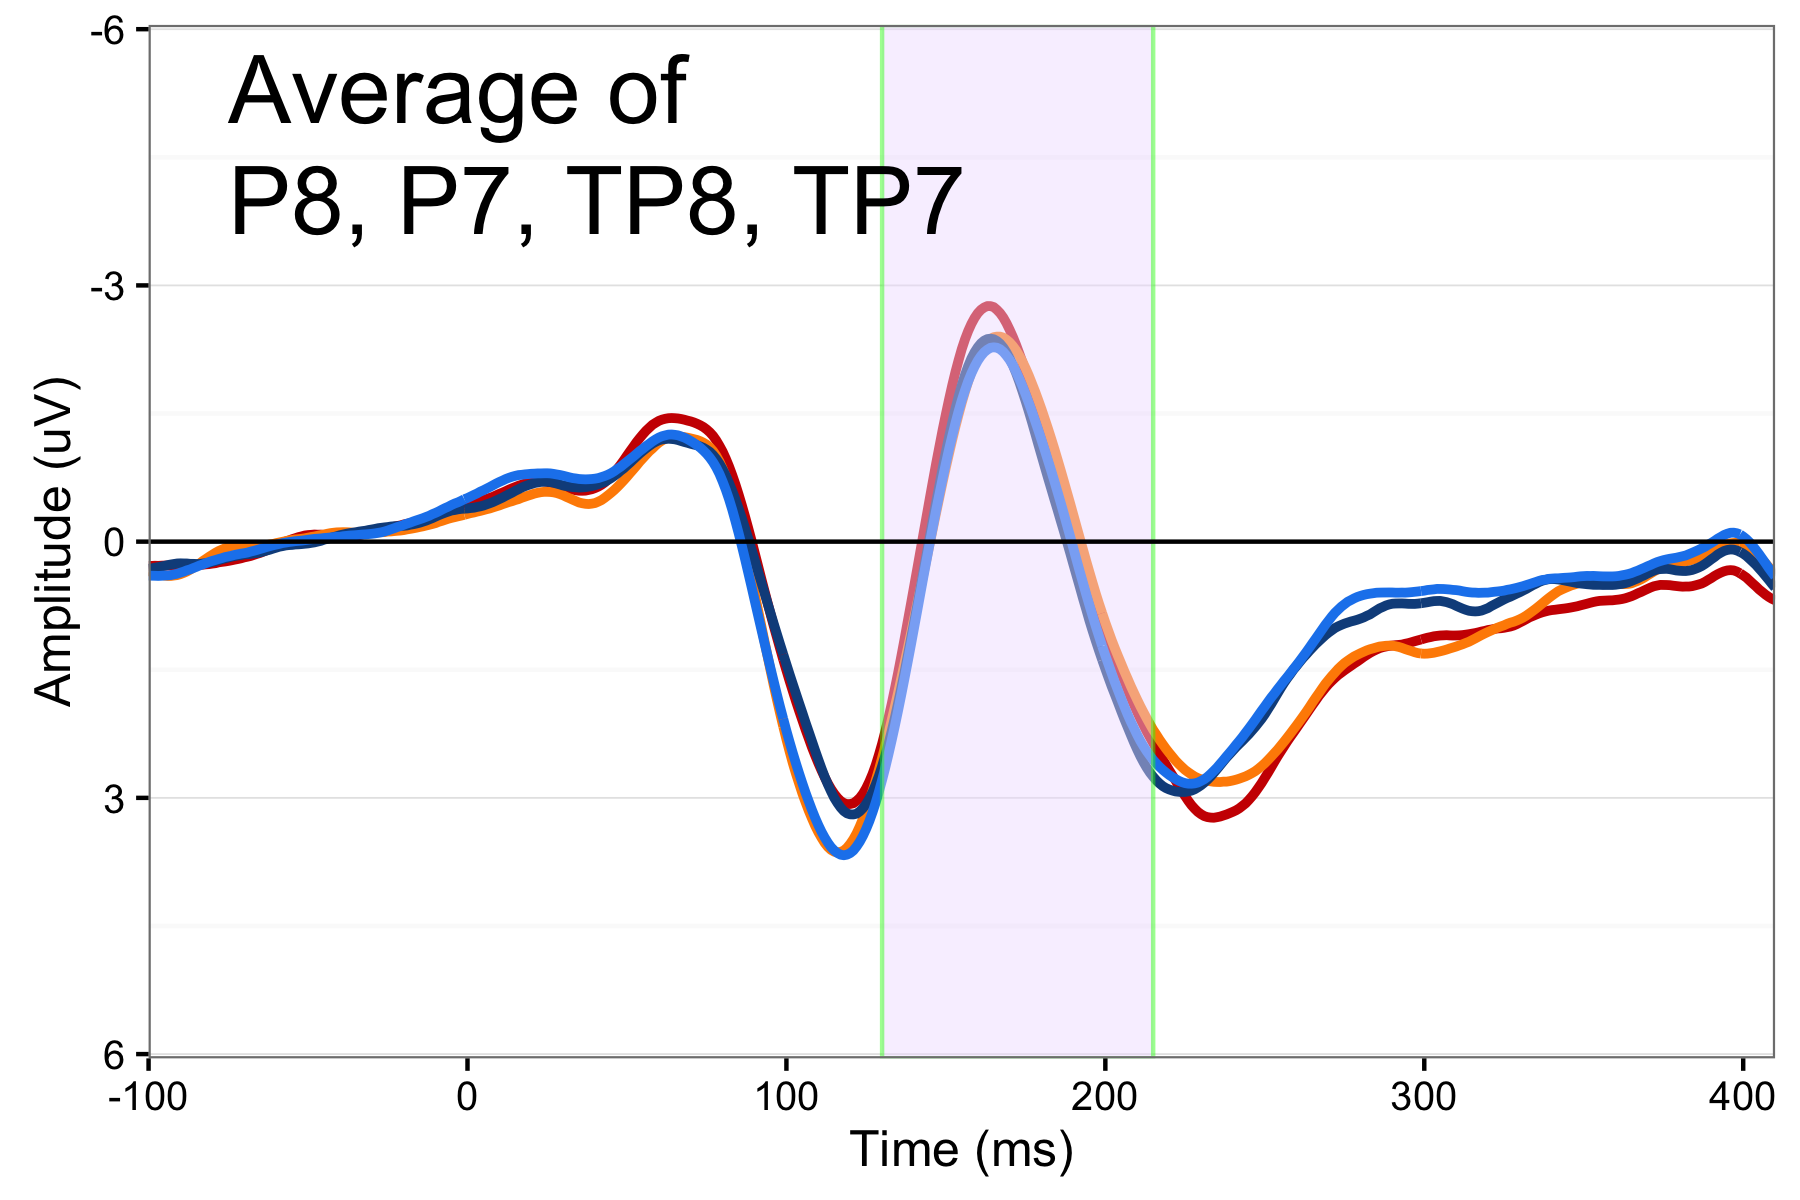 Average of
P8, P7, TP8, TP7
-6
-3
0
3
6
Amplitude (uV)
-100
0
100
200
300
400
Time (ms)